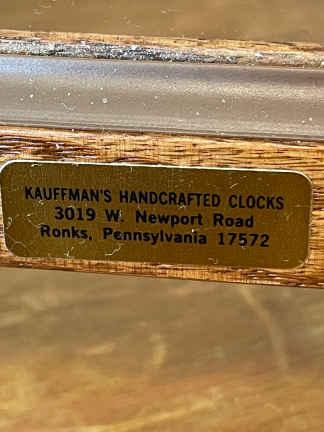 KAUFFMAN'S HANDCRAFTED CLOCKS
3019 W. Newport Road
Ronks, Pennsylvania 17572